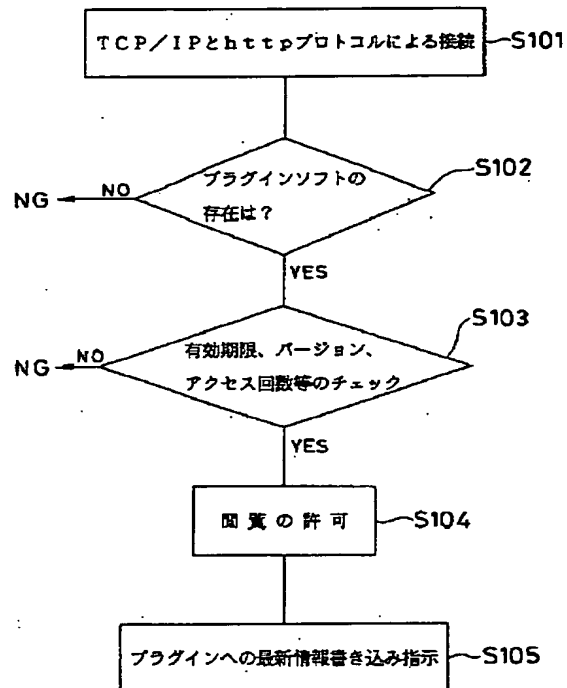 TCP/IPとhttpプロトコルによる接続
S101
プラグインソフトの
存在は?
S102
NO
NG
YES
有効期限、バージョン、
アクセス回数等のチェック
S103
NO
NG
YES
閲覧の許可
S104
プラグインへの最新情報書き込み指示
S105